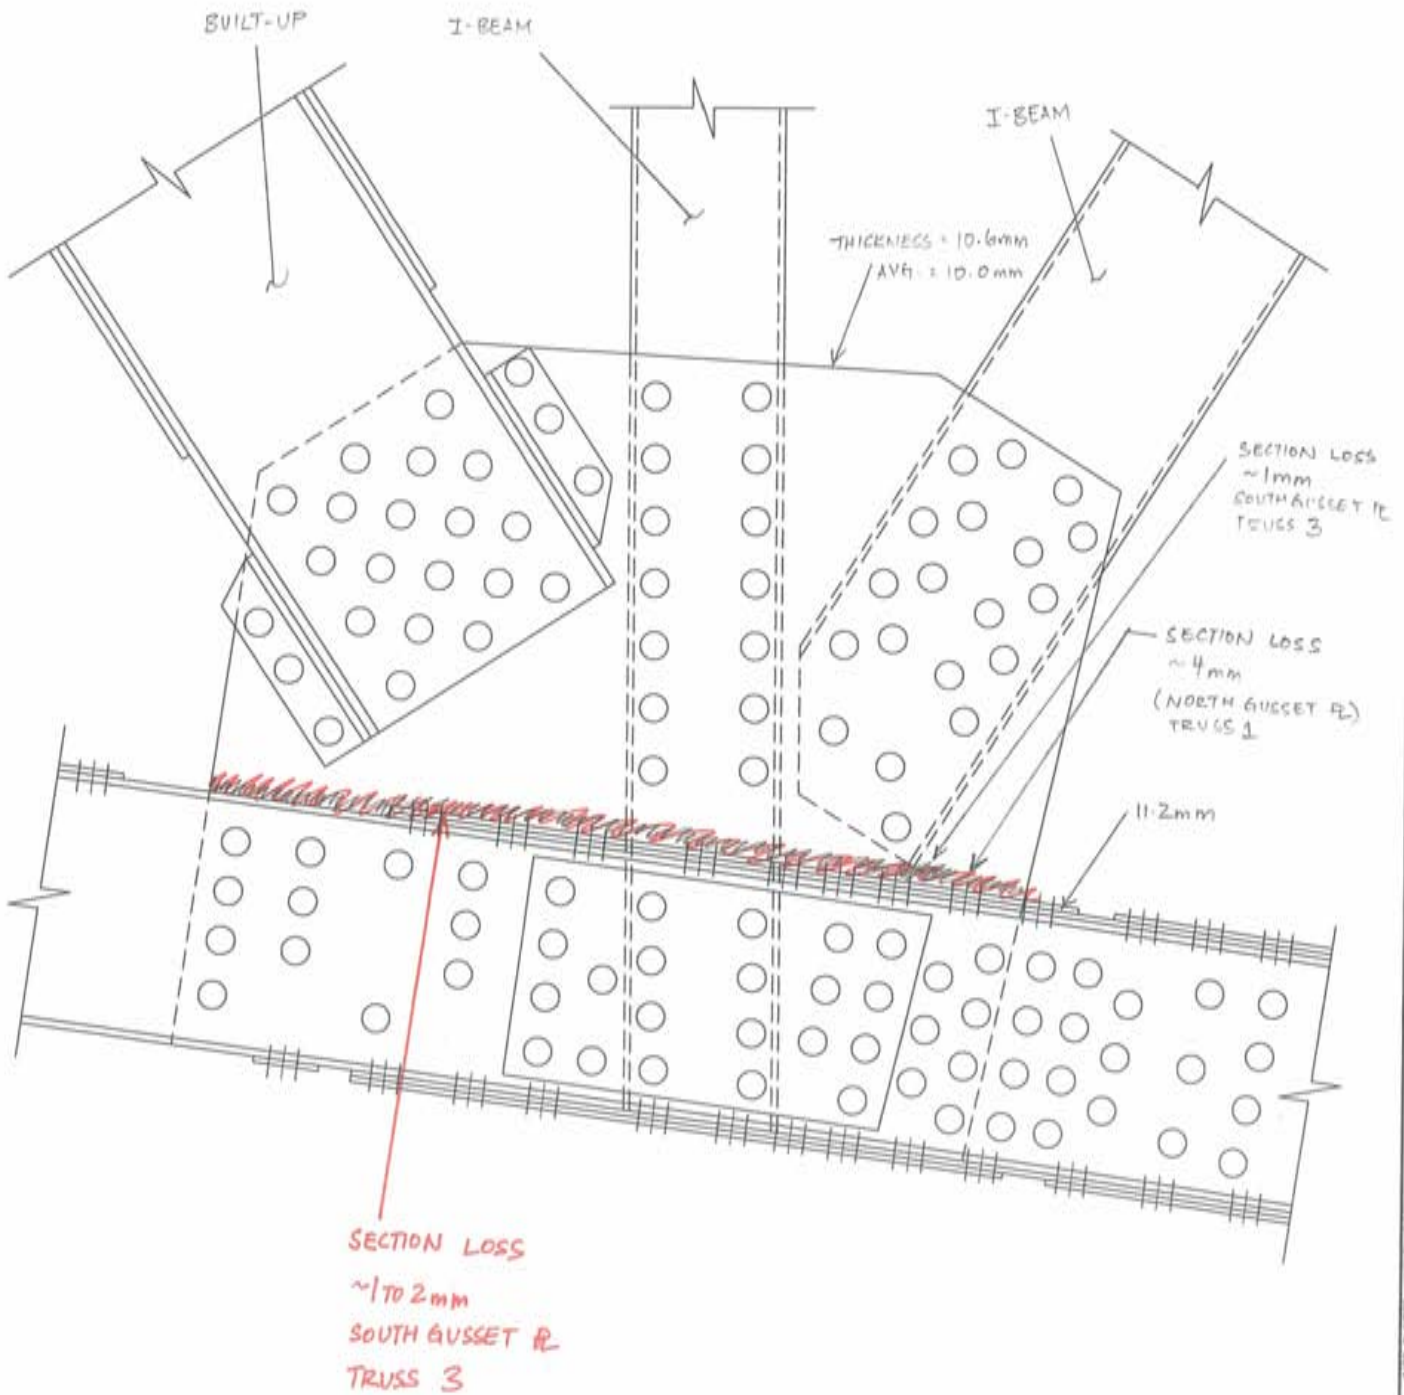 BUILT-UP
I-BEAM
I-BEAM
THICKNESS = 10.6mm
AVG. = 10.0mm
SECTION LOSS
~1mm
SOUTH GUSSET PL
TRUSS 3
SECTION LOSS
~4mm
(NORTH GUSSET PL)
TRUSS 1
11.2mm
SECTION LOSS
~1 TO 2mm
SOUTH GUSSET PL
TRUSS 3